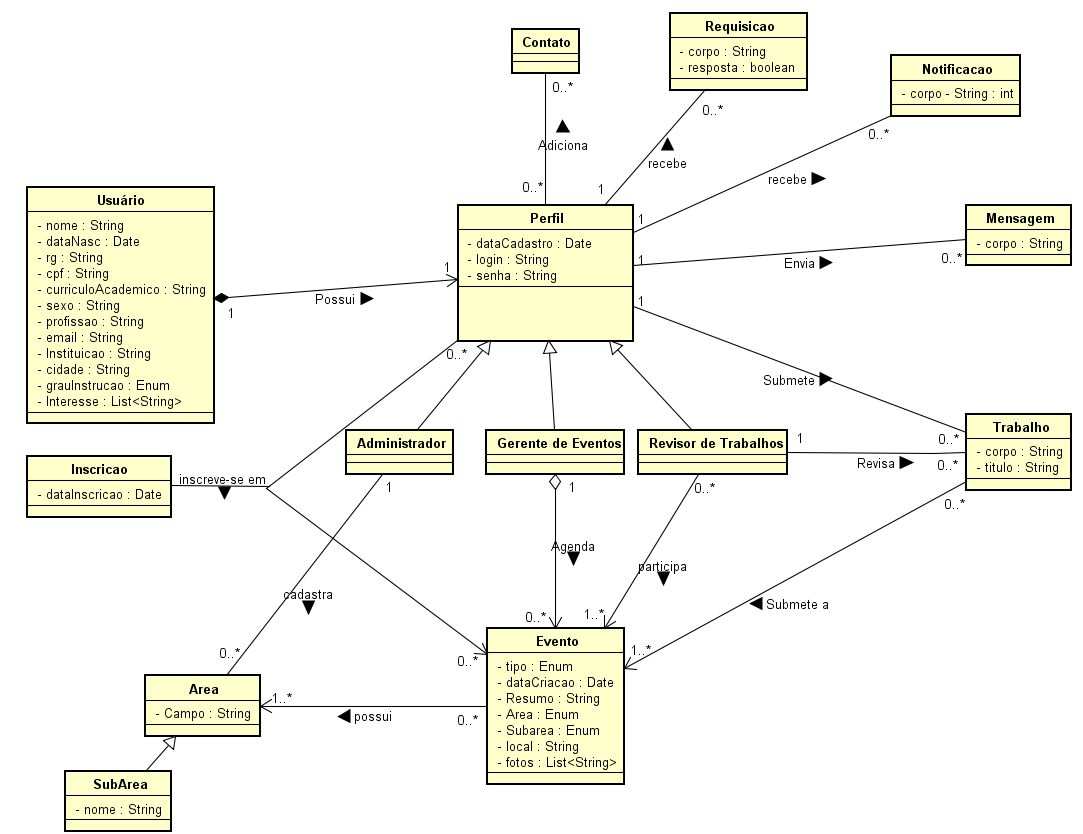 Contato
0..*
Adiciona
0..*
Requisicao
- corpo : String
- resposta : boolean
0..*
recebe
1
Notificacao
- corpo - String : int
0..*
recebe
1
Mensagem
- corpo : String
0..*
Envia
1
Usuário
- nome : String
- dataNasc : Date
- rg : String
- cpf : String
- curriculoAcademico : String
- sexo : String
- profissao : String
- email : String
- Instituicao : String
- cidade : String
- grauInstrucao : Enum
- Interesse : List<String>
1
Possui
1
Perfil
- dataCadastro : Date
- login : String
- senha : String
1
Submete
0..*
0..*
Administrador
1
Gerente de Eventos
1
Revisor de Trabalhos
0..*
1
Revisa
0..*
Trabalho
- corpo : String
- titulo : String
0..*
Inscricao
- dataInscricao : Date
inscreve-se em
Agenda
participa
cadastra
Submete a
0..*
1..*
1..*
0..*
0..*
Evento
- tipo : Enum
- dataCriacao : Date
- Resumo : String
- Area : Enum
- Subarea : Enum
- local : String
- fotos : List<String>
0..*
possui
1..*
Area
- Campo : String
SubArea
- nome : String